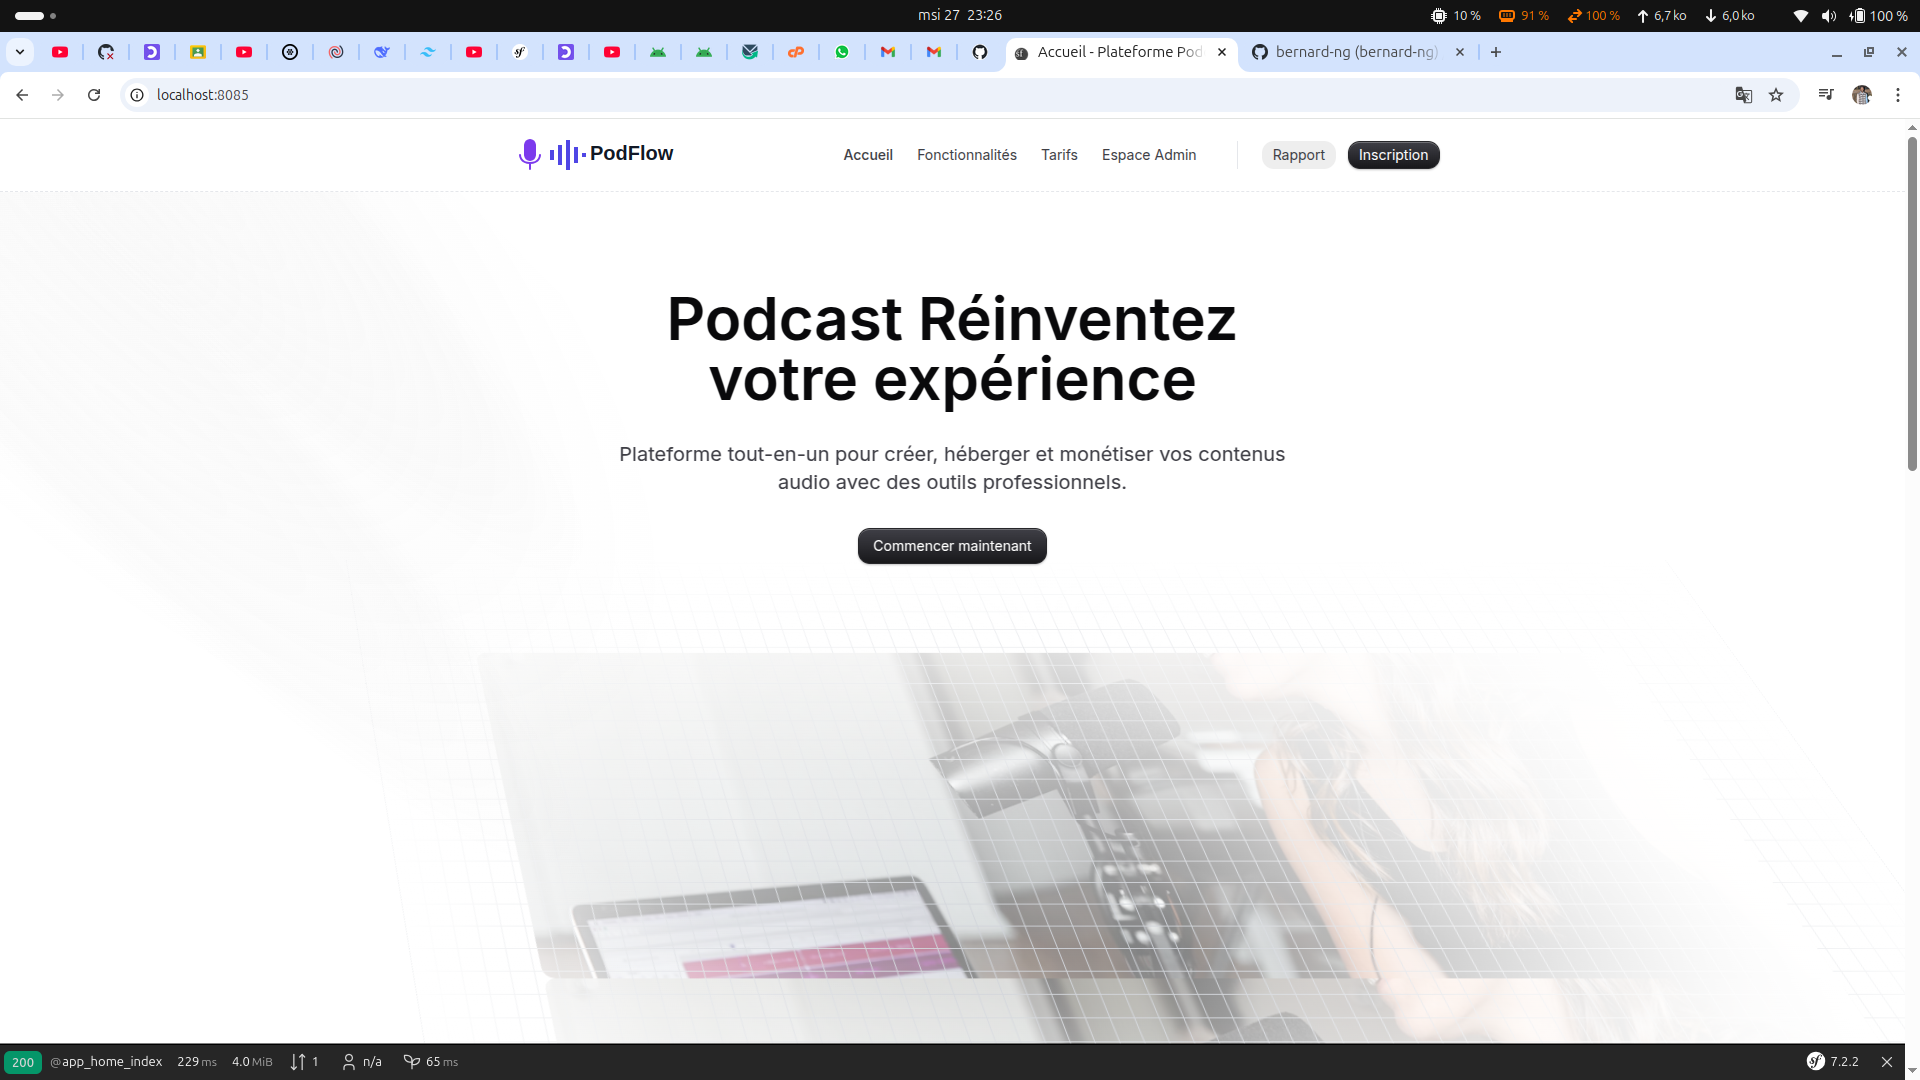 msi 27 23:26
10 %
91 %
100 %
6,7 ko
6,0 ko
100 %
Accueil - Plateforme Pod
bernard-ng (bernard-ng)
localhost:8085
PodFlow
Accueil
Fonctionnalités
Tarifs
Espace Admin
Rapport
Inscription
Podcast Réinventez
votre expérience
Plateforme tout-en-un pour créer, héberger et monétiser vos contenus
audio avec des outils professionnels.
Commencer maintenant
200 @app_home_index 229 ms 4.0 MiB 1 n/a 65 ms
sf 7.2.2